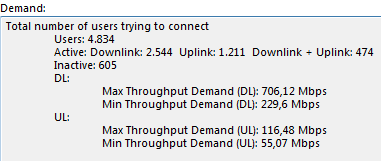 Demand:
Total number of users trying to connect
Users: 4.834
Active: Downlink: 2.544 Uplink: 1.211 Downlink + Uplink: 474
Inactive: 605
DL:
Max Throughput Demand (DL): 706,12 Mbps
Min Throughput Demand (DL): 229,6 Mbps
UL:
Max Throughput Demand (UL): 116,48 Mbps
Min Throughput Demand (UL): 55,07 Mbps